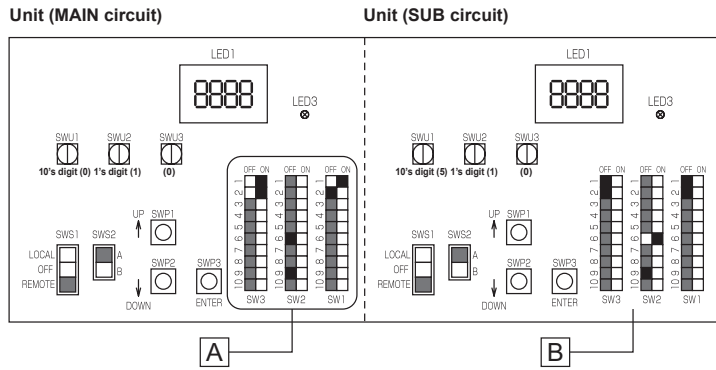 Unit (MAIN circuit)
LED1
8888
LED3
SWU1 SWU2 SWU3
10's digit (0) 1's digit (1) (0)
OFF ON OFF ON OFF ON
1 2 3 4 5 6 7 8 9 10
1 2 3 4 5 6 7 8 9 10
1 2 3 4 5 6 7 8 9 10
SWS1 SWS2
LOCAL
OFF
REMOTE
A
B
UP SWP1
SWP2 SWP3
DOWN ENTER
SW3 SW2 SW1
A
Unit (SUB circuit)
LED1
8888
LED3
SWU1 SWU2 SWU3
10's digit (5) 1's digit (1) (0)
OFF ON OFF ON OFF ON
1 2 3 4 5 6 7 8 9 10
1 2 3 4 5 6 7 8 9 10
1 2 3 4 5 6 7 8 9 10
SWS1 SWS2
LOCAL
OFF
REMOTE
A
B
UP SWP1
SWP2 SWP3
DOWN ENTER
SW3 SW2 SW1
B